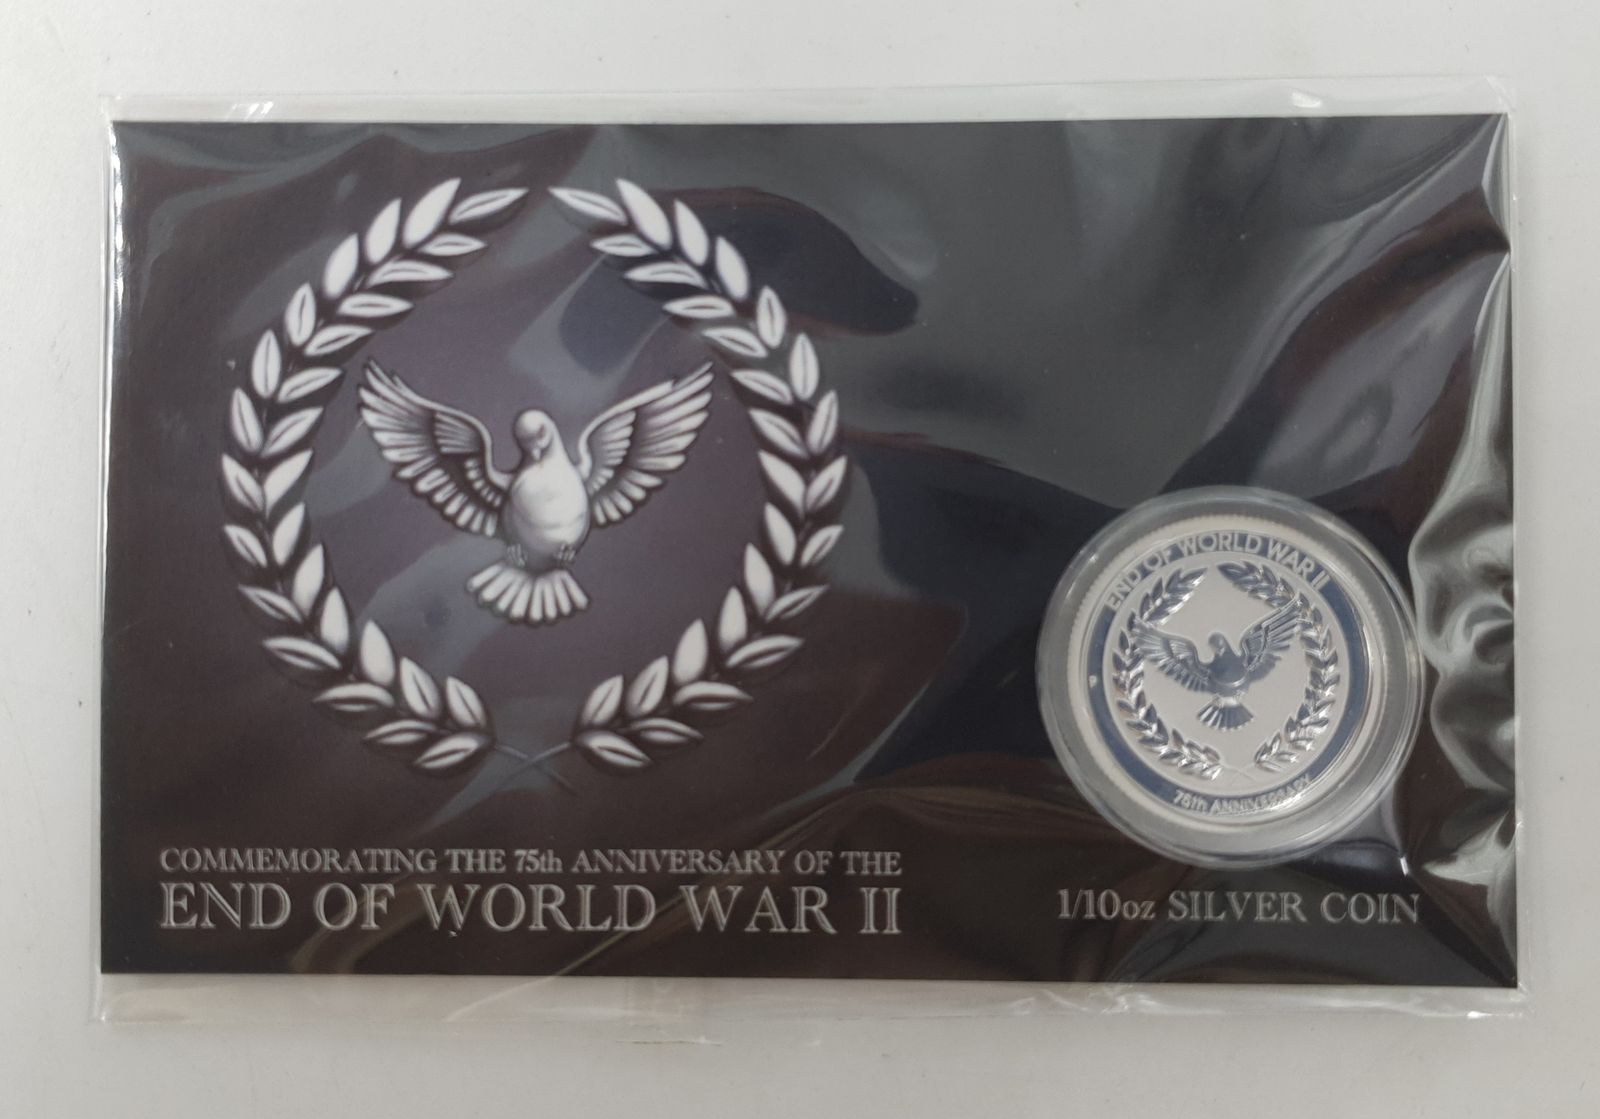 COMMEMORATING THE 75th ANNIVERSARY OF THE
END OF WORLD WAR II
END OF WORLD WAR II
P
75th ANNIVERSARY
1/10oz SILVER COIN